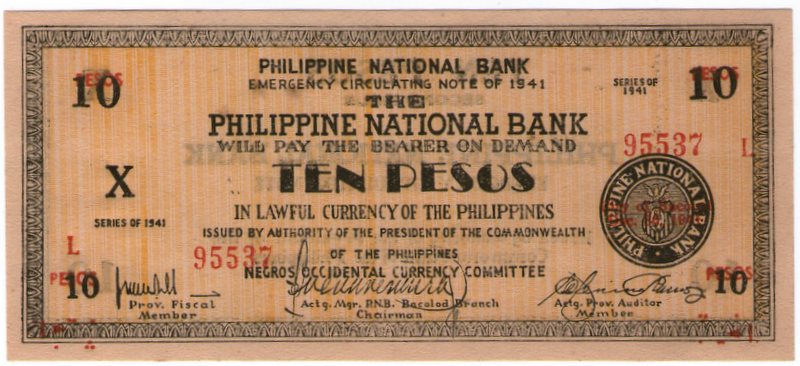 PHILIPPINE NATIONAL BANK
EMERGENCY CIRCULATING NOTE OF 1941
SERIES OF
1941
PESOS
10
10
THE
PHILIPPINE NATIONAL BANK
WILL PAY THE BEARER ON DEMAND
95537
L
X
TEN PESOS
PHILIPPINE NATIONAL BANK
IN LAWFUL CURRENCY OF THE PHILIPPINES
SERIES OF 1941
ISSUED BY AUTHORITY OF THE PRESIDENT OF THE COMMONWEALTH
L
95537
OF THE PHILIPPINES
NEGROS OCCIDENTAL CURRENCY COMMITTEE
PESOS
10
PESOS
10
Prov. Fiscal
Member
Actg. Mgr. PNB. Bacolod Branch
Chairman
Actg. Prov. Auditor
Member